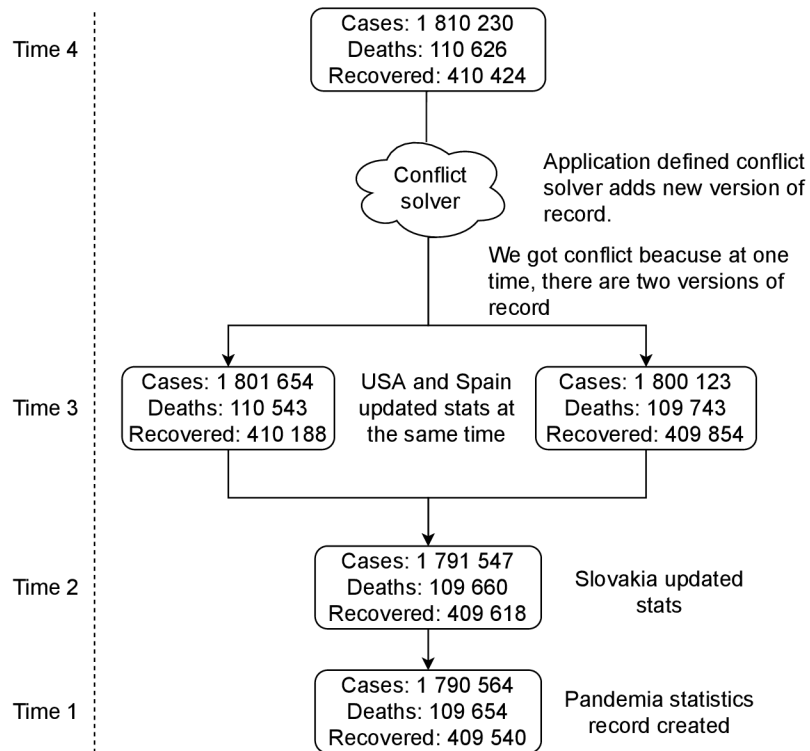 Time 4
Cases: 1 810 230
Deaths: 110 626
Recovered: 410 424
Conflict
solver
Application defined conflict
solver adds new version of
record.
We got conflict beacuse at one
time, there are two versions of
record
Time 3
Cases: 1 801 654
Deaths: 110 543
Recovered: 410 188
USA and Spain
updated stats at
the same time
Cases: 1 800 123
Deaths: 109 743
Recovered: 409 854
Time 2
Cases: 1 791 547
Deaths: 109 660
Recovered: 409 618
Slovakia updated
stats
Time 1
Cases: 1 790 564
Deaths: 109 654
Recovered: 409 540
Pandemia statistics
record created